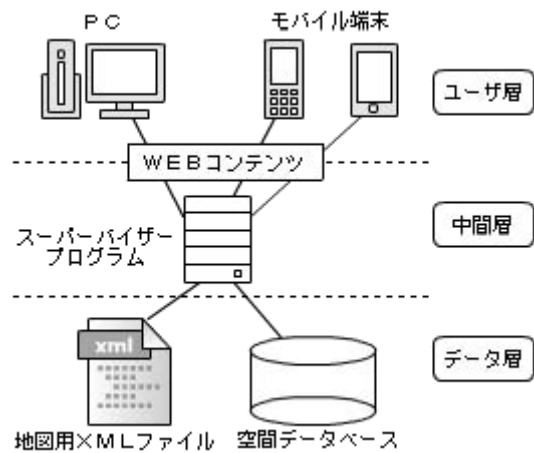 ＰＣ
モバイル端末
ユーザ層
ＷＥＢコンテンツ
スーパーバイザー
プログラム
中間層
xml
データ層
地図用ＸＭＬファイル
空間データベース